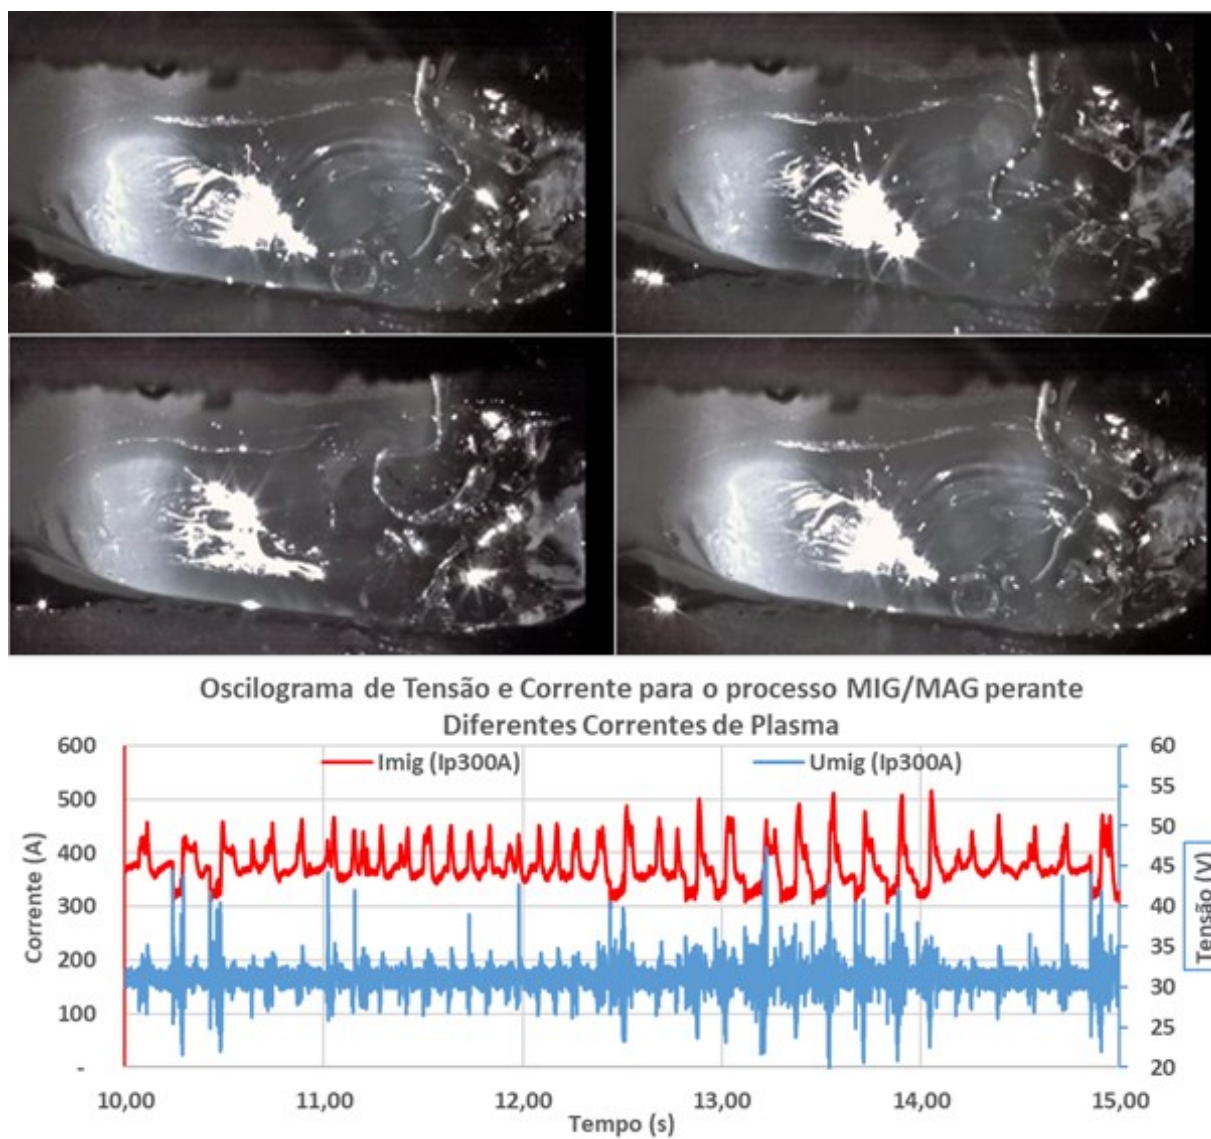 Oscilograma de Tensão e Corrente para o processo MIG/MAG perante
Diferentes Correntes de Plasma
Imig (Ip300A)
Umig (Ip300A)
Corrente (A)
600
500
400
300
200
100
-
60
55
50
45
40
35
30
25
20
Tensão (V)
10,00 11,00 12,00 13,00 14,00 15,00
Tempo (s)